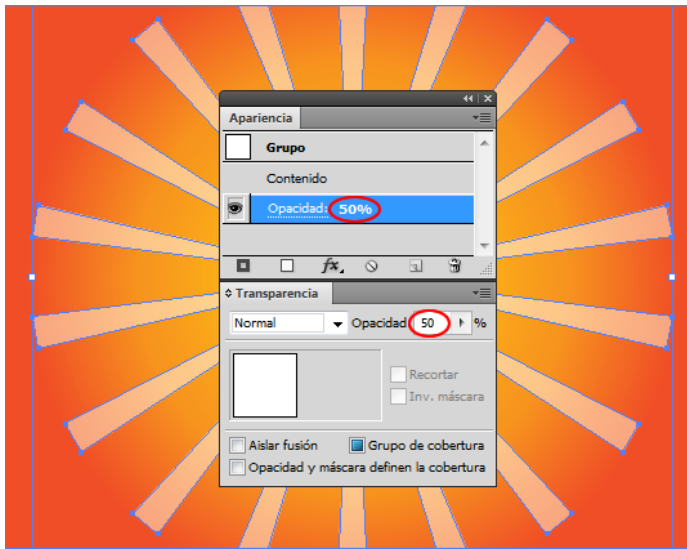 Apariencia
Grupo
Contenido
Opacidad: 50%
fx
Transparencia
Normal Opacidad 50 %
Recortar
Inv. máscara
Aislar fusión Grupo de cobertura
Opacidad y máscara definen la cobertura